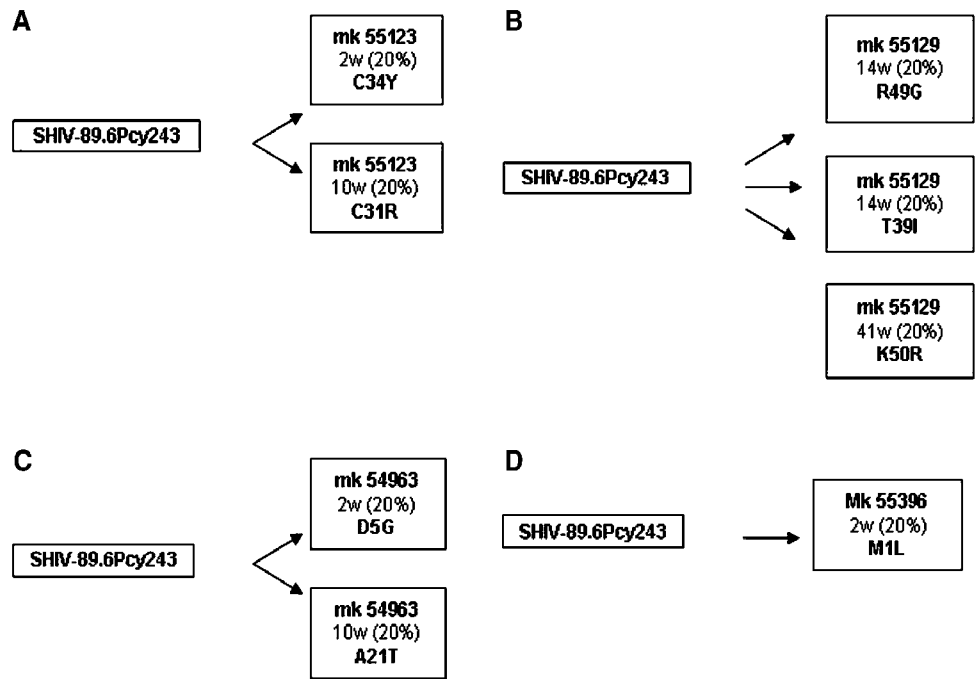 A
SHIV-89.6Pcy243
mk 55123
2w (20%)
C34Y
mk 55123
10w (20%)
C31R
B
SHIV-89.6Pcy243
mk 55129
14w (20%)
R49G
mk 55129
14w (20%)
T39I
mk 55129
41w (20%)
K50R
C
SHIV-89.6Pcy243
mk 54963
2w (20%)
D5G
mk 54963
10w (20%)
A21T
D
SHIV-89.6Pcy243
Mk 55396
2w (20%)
M1L